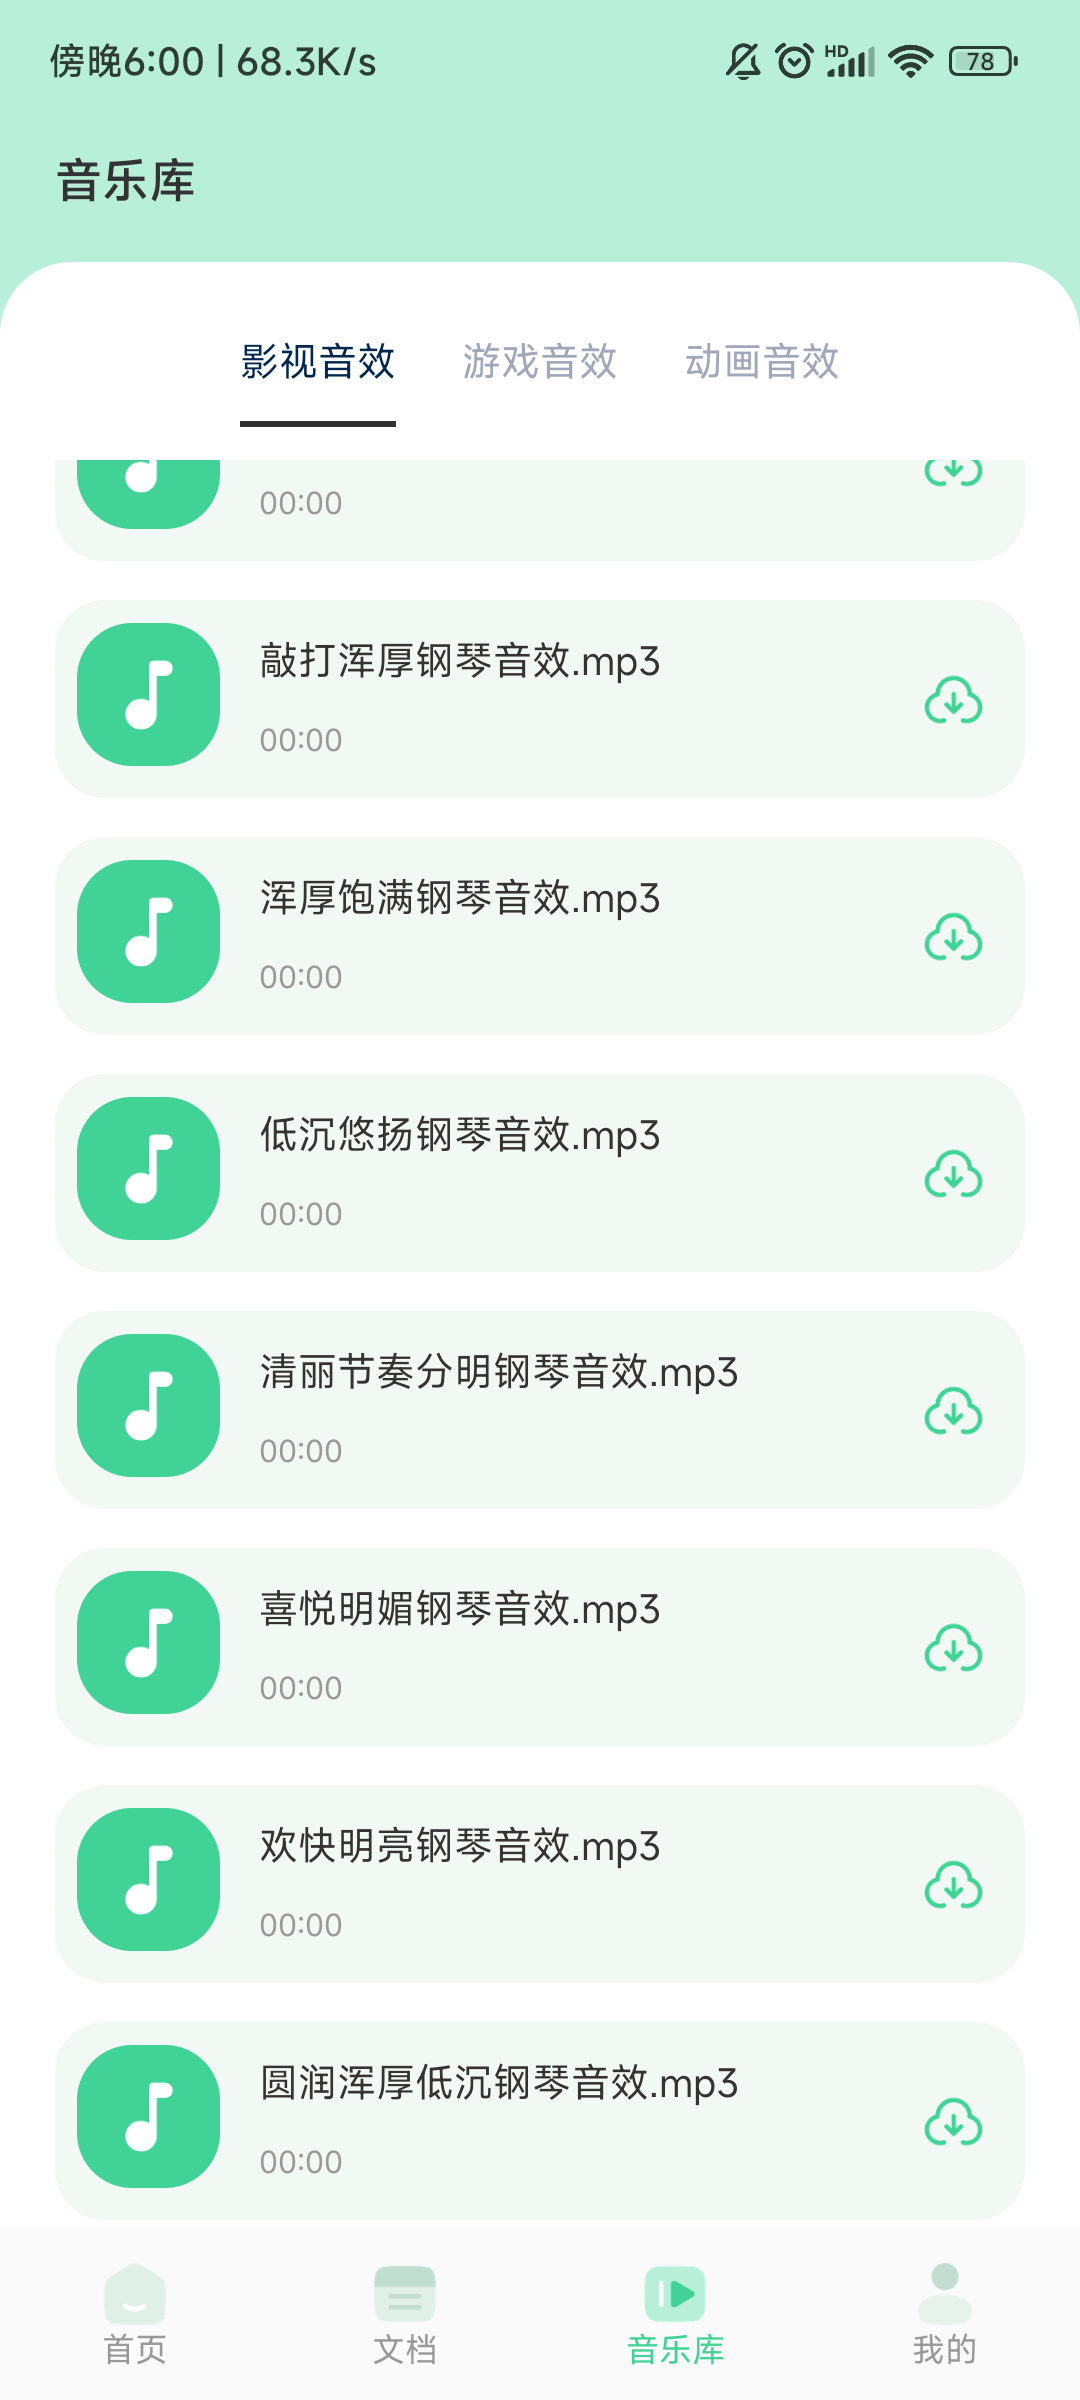 傍晚6:00 | 68.3K/s
HD
78
音乐库
影视音效 游戏音效 动画音效
00:00
敲打浑厚钢琴音效.mp3
00:00
浑厚饱满钢琴音效.mp3
00:00
低沉悠扬钢琴音效.mp3
00:00
清丽节奏分明钢琴音效.mp3
00:00
喜悦明媚钢琴音效.mp3
00:00
欢快明亮钢琴音效.mp3
00:00
圆润浑厚低沉钢琴音效.mp3
00:00
首页 文档 音乐库 我的